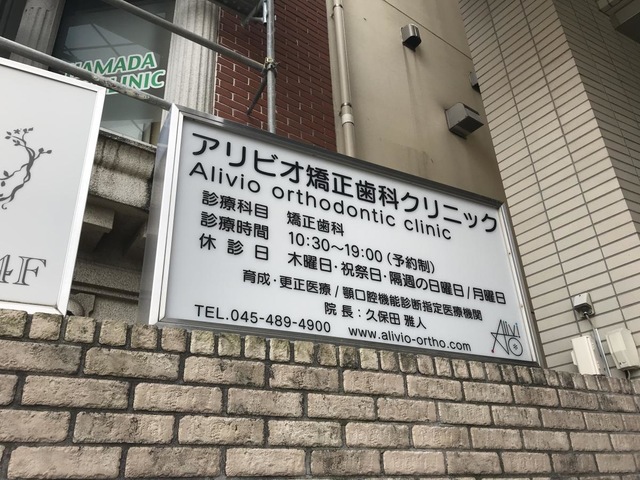 YAMADA
CLINIC
4F
アリビオ矯正歯科クリニック
Alivio orthodontic clinic
診療科目 矯正歯科
診療時間 10:30～19:00(予約制)
休診日 木曜日・祝祭日・隔週の日曜日/月曜日
育成・更正医療/顎口腔機能診断指定医療機関
院長:久保田 雅人
TEL.045-489-4900 www.alivio-ortho.com
Alivio